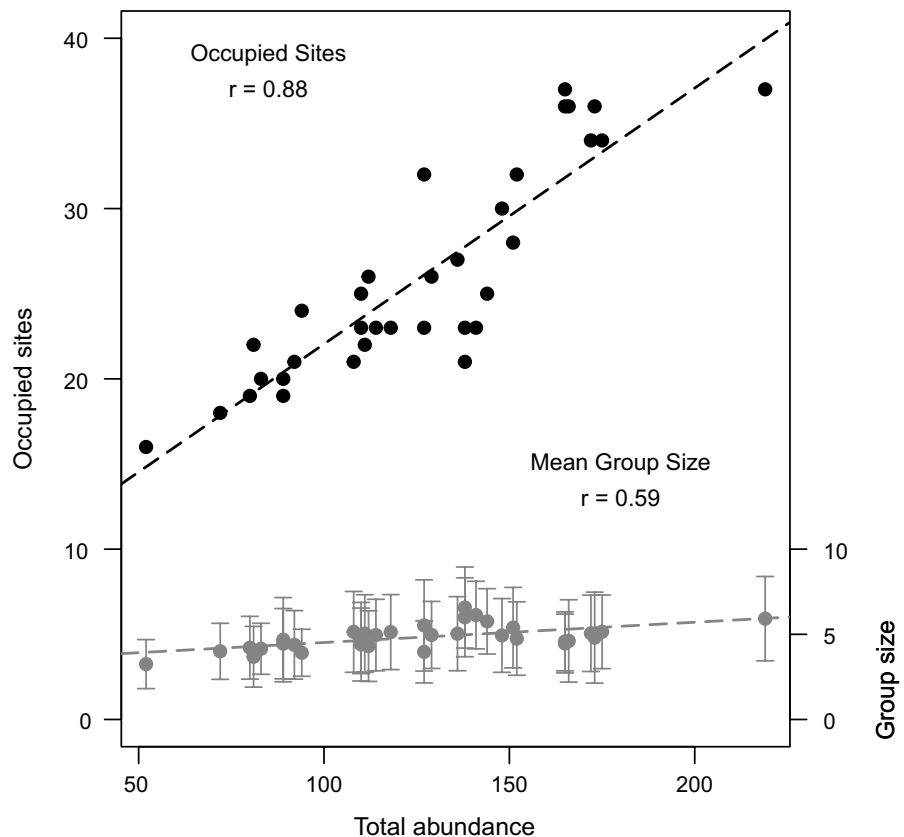 Occupied Sites
r = 0.88
Mean Group Size
r = 0.59
Occupied sites
40
30
20
10
0
10
5
0
Group size
50
100
150
200
Total abundance